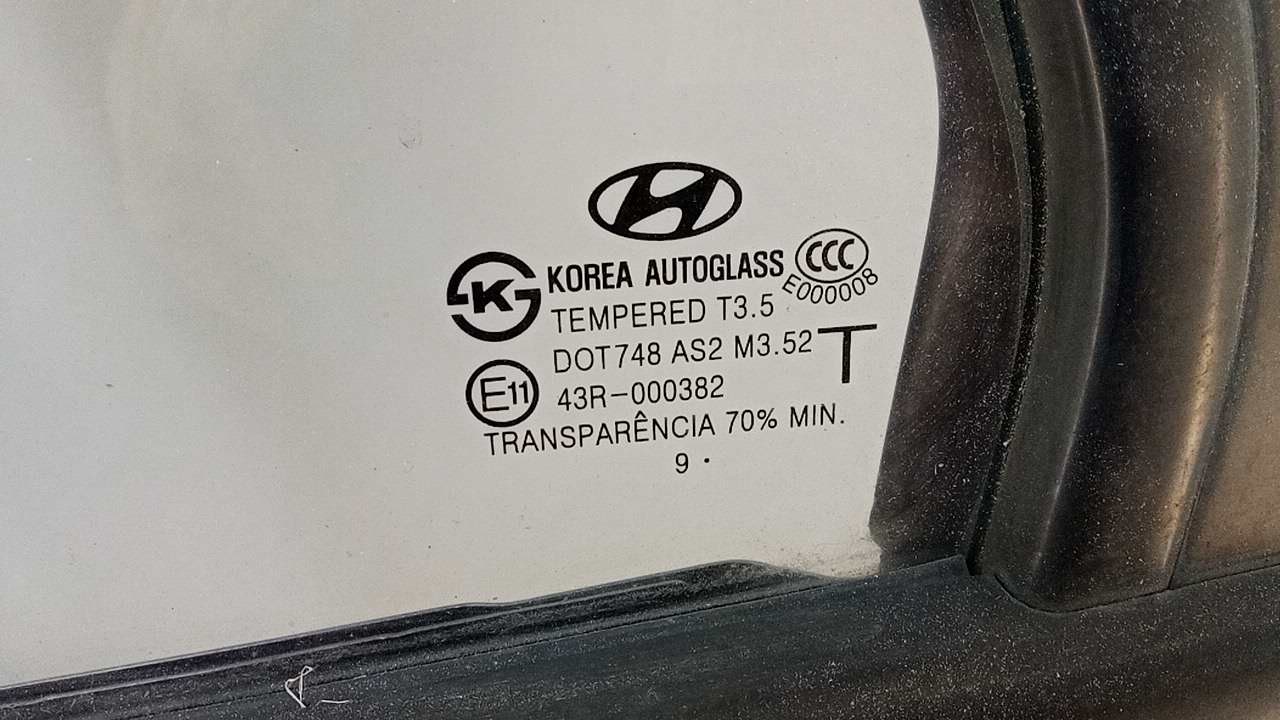 CCC
KOREA AUTOGLASS
E000008
K
TEMPERED T3.5
DOT748 AS2 M3.52
T
E11
43R-000382
TRANSPARÊNCIA 70% MIN.
9 .